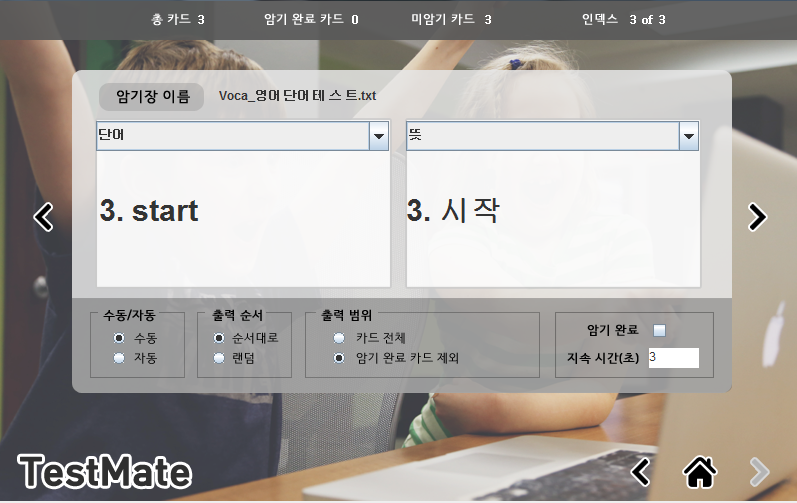 총 카드 3 암기 완료 카드 0 미암기 카드 3 인덱스 3 of 3
암기장 이름 Voca_영어단어테스트.txt
단어 뜻
3. start 3. 시작
수동/자동 출력 순서 출력 범위
수동 순서대로 카드 전체 암기 완료
자동 랜덤 암기 완료 카드 제외 지속 시간(초) 3
TestMate